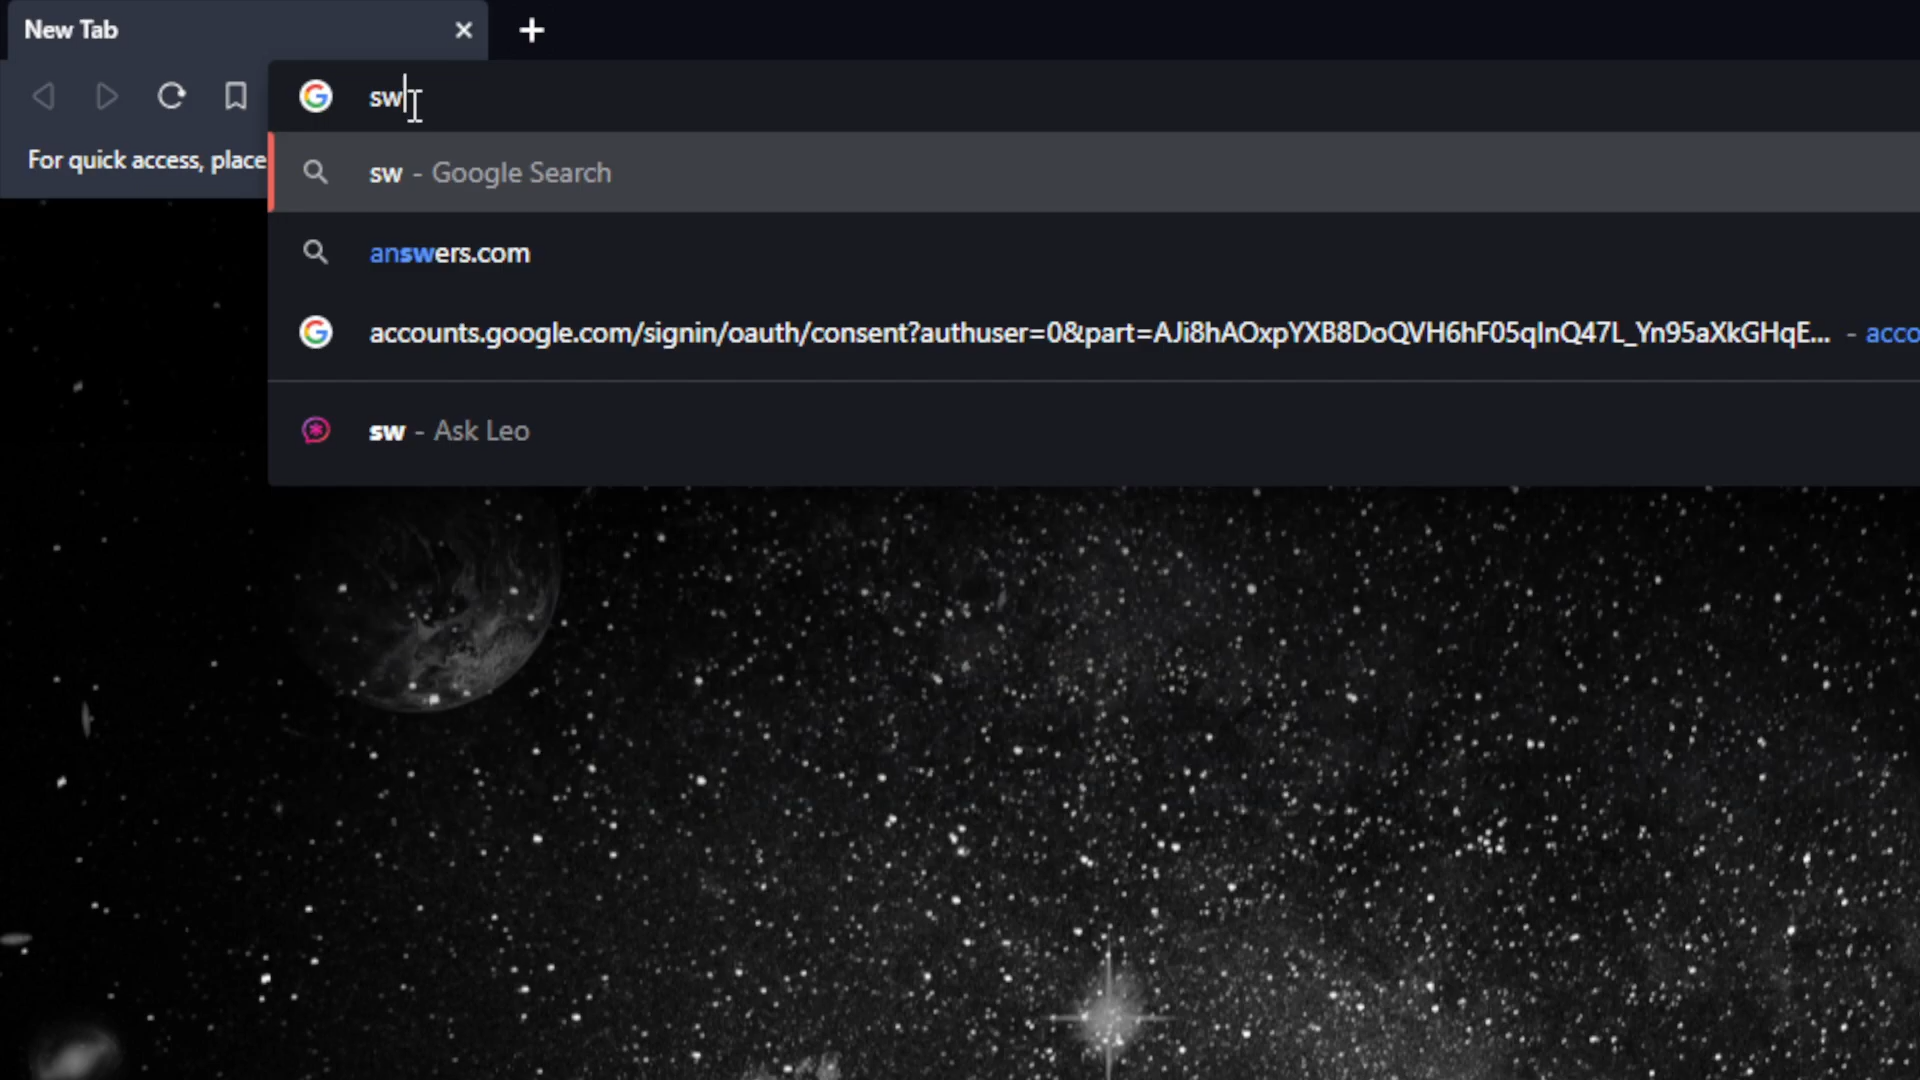 New Tab
sw
For quick access, place
sw - Google Search
answers.com
accounts.google.com/signin/oauth/consent?authuser=0&part=AJi8hAOxpYXB8DoQVH6hF05qInQ47L_Yn95aXkGHqE... - acco
sw - Ask Leo